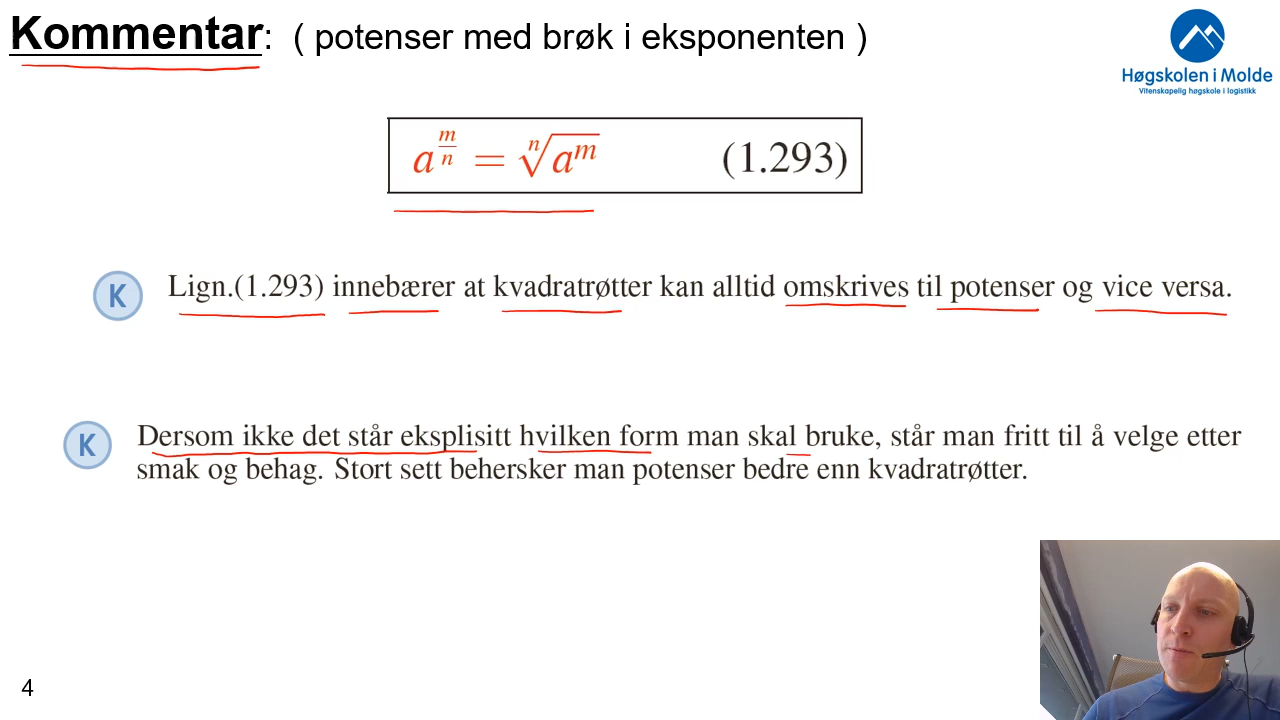 Kommentar: ( potenser med brøk i eksponenten )
Høgskolen i Molde
Vitenskapelig høgskole i logistikk
a^{\frac{m}{n}} = \sqrt[n]{a^m} (1.293)
K Lign.(1.293) innebærer at kvadratrøtter kan alltid omskrives til potenser og vice versa.
K Dersom ikke det står eksplisitt hvilken form man skal bruke, står man fritt til å velge etter
smak og behag. Stort sett behersker man potenser bedre enn kvadratrøtter.
4